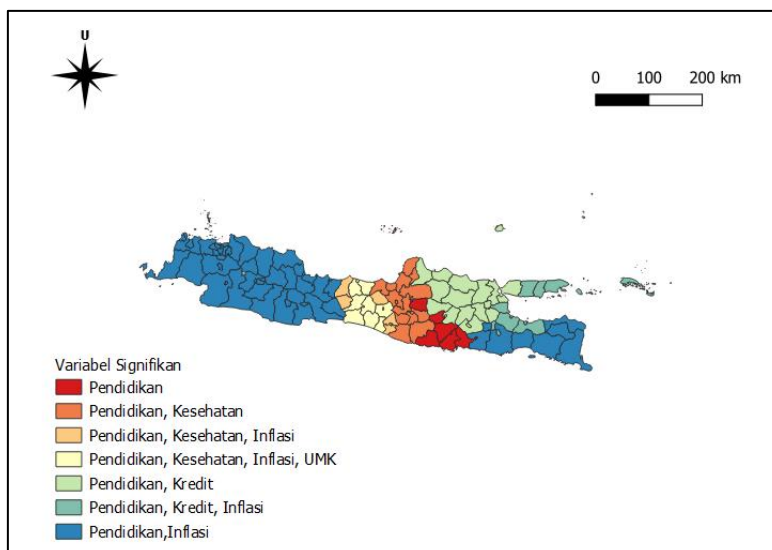 U
0 100 200 km
Variabel Signifikan
Pendidikan
Pendidikan, Kesehatan
Pendidikan, Kesehatan, Inflasi
Pendidikan, Kesehatan, Inflasi, UMK
Pendidikan, Kredit
Pendidikan, Kredit, Inflasi
Pendidikan,Inflasi